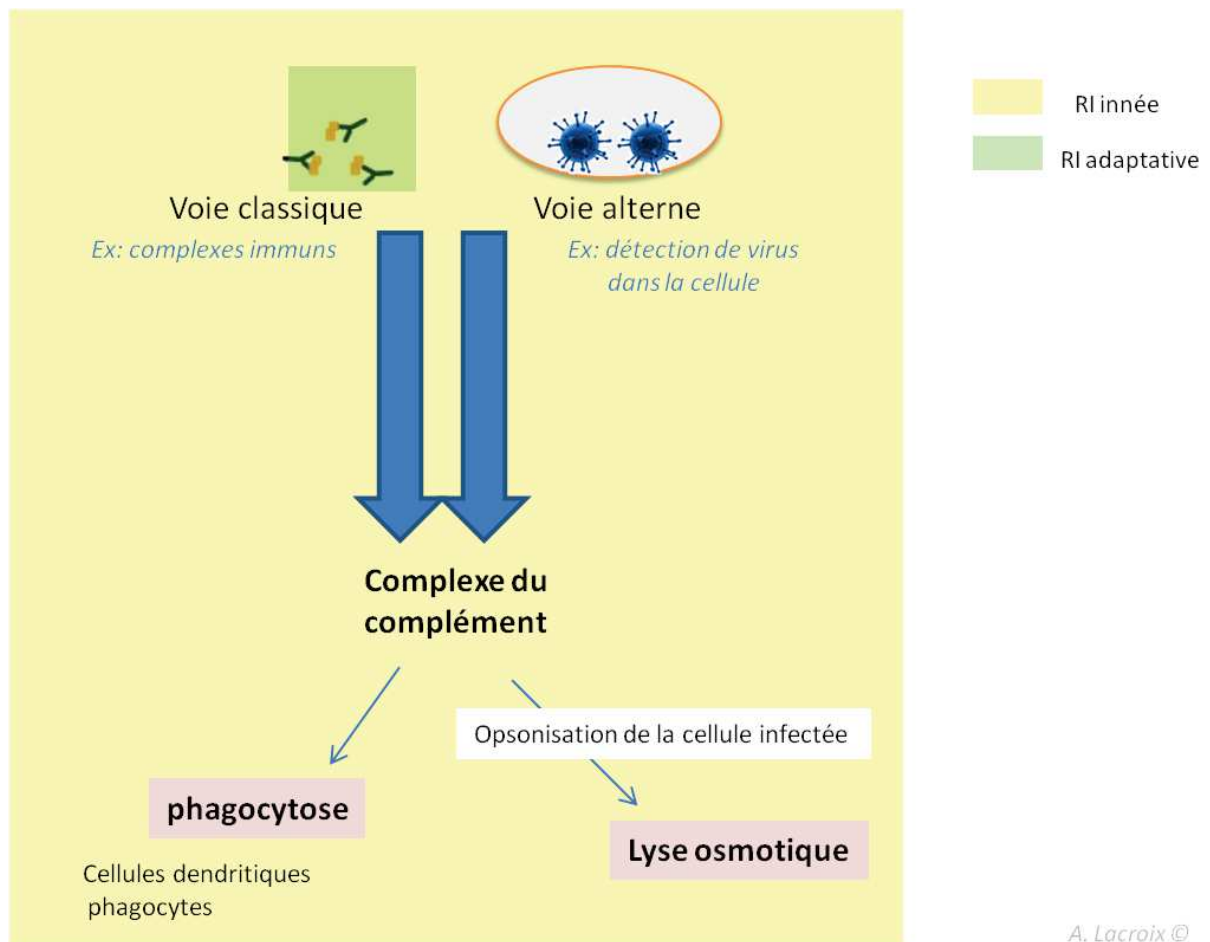 RI innée
RI adaptative
Voie classique
Ex: complexes immuns
Voie alterne
Ex: détection de virus
dans la cellule
Complexe du
complément
Opsonisation de la cellule infectée
phagocytose
Lyse osmotique
Cellules dendritiques
phagocytes
A. Lacroix ©